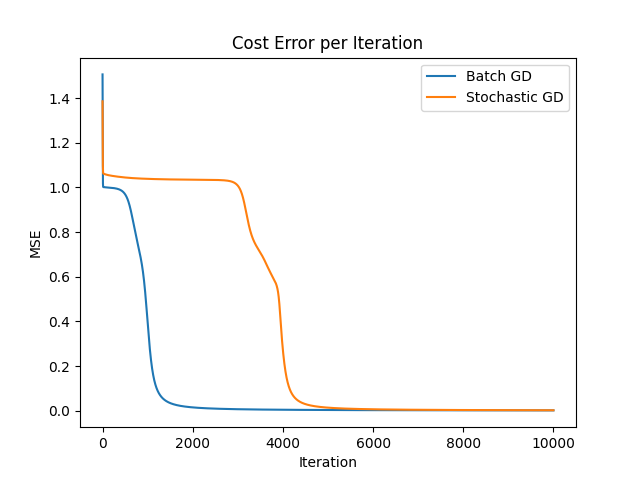 Cost Error per Iteration
Batch GD
Stochastic GD
MSE
1.4
1.2
1.0
0.8
0.6
0.4
0.2
0.0
0 2000 4000 6000 8000 10000
Iteration